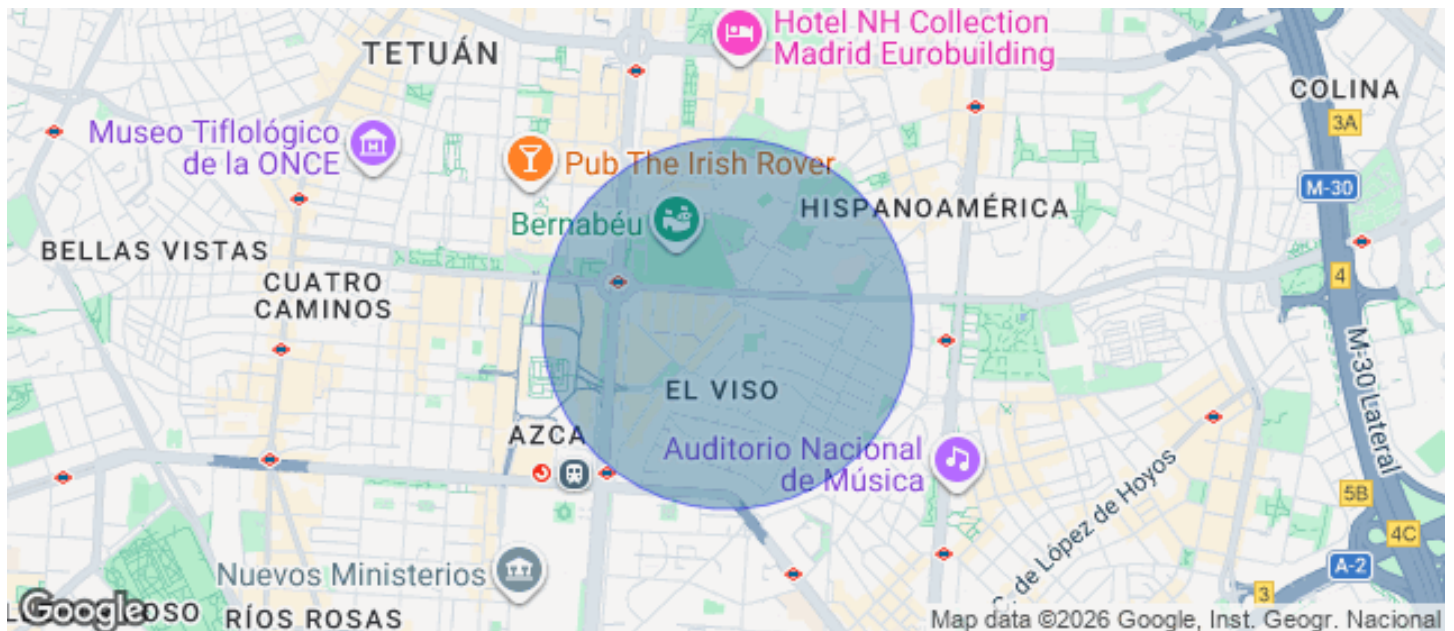 Hotel NH Collection
Madrid Eurobuilding
TETUÁN
COLINA
3A
Museo Tiflológico
de la ONCE
Pub The Irish Rover
M-30
HISPANOAMÉRICA
Bernabéu
BELLAS VISTAS
CUATRO
CAMINOS
4
M-30 Lateral
EL VISO
AZCA
Auditorio Nacional
de Música
C. de López de Hoyos
5B
4C
A-2
Nuevos Ministerios
3
Google
OSO
RÍOS ROSAS
Map data ©2026 Google, Inst. Geogr. Nacional